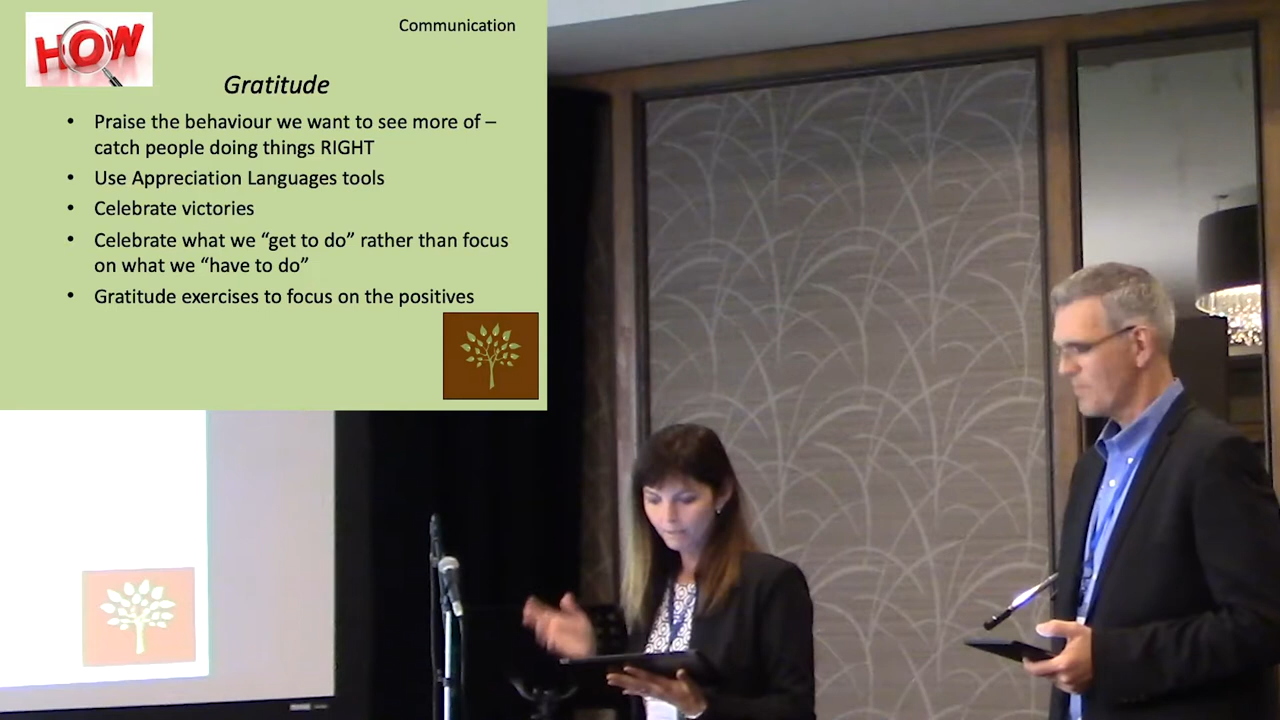 HOW
Communication
Gratitude
• Praise the behaviour we want to see more of –
catch people doing things RIGHT
• Use Appreciation Languages tools
• Celebrate victories
• Celebrate what we “get to do” rather than focus
on what we “have to do”
• Gratitude exercises to focus on the positives